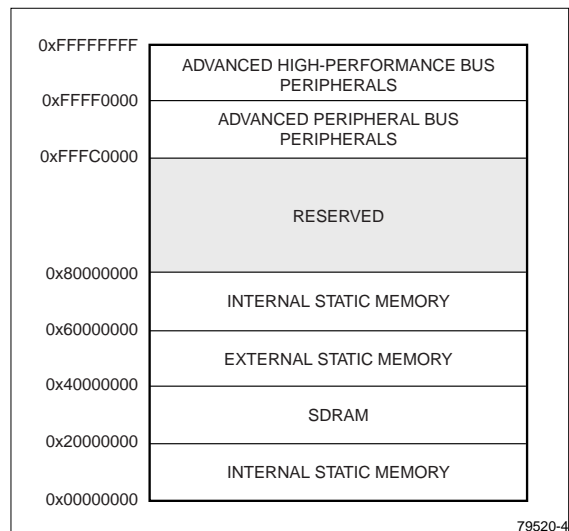 0xFFFFFFFF
ADVANCED HIGH-PERFORMANCE BUS
PERIPHERALS
0xFFFF0000
ADVANCED PERIPHERAL BUS
PERIPHERALS
0xFFFC0000
RESERVED
0x80000000
INTERNAL STATIC MEMORY
0x60000000
EXTERNAL STATIC MEMORY
0x40000000
SDRAM
0x20000000
INTERNAL STATIC MEMORY
0x00000000
79520-4